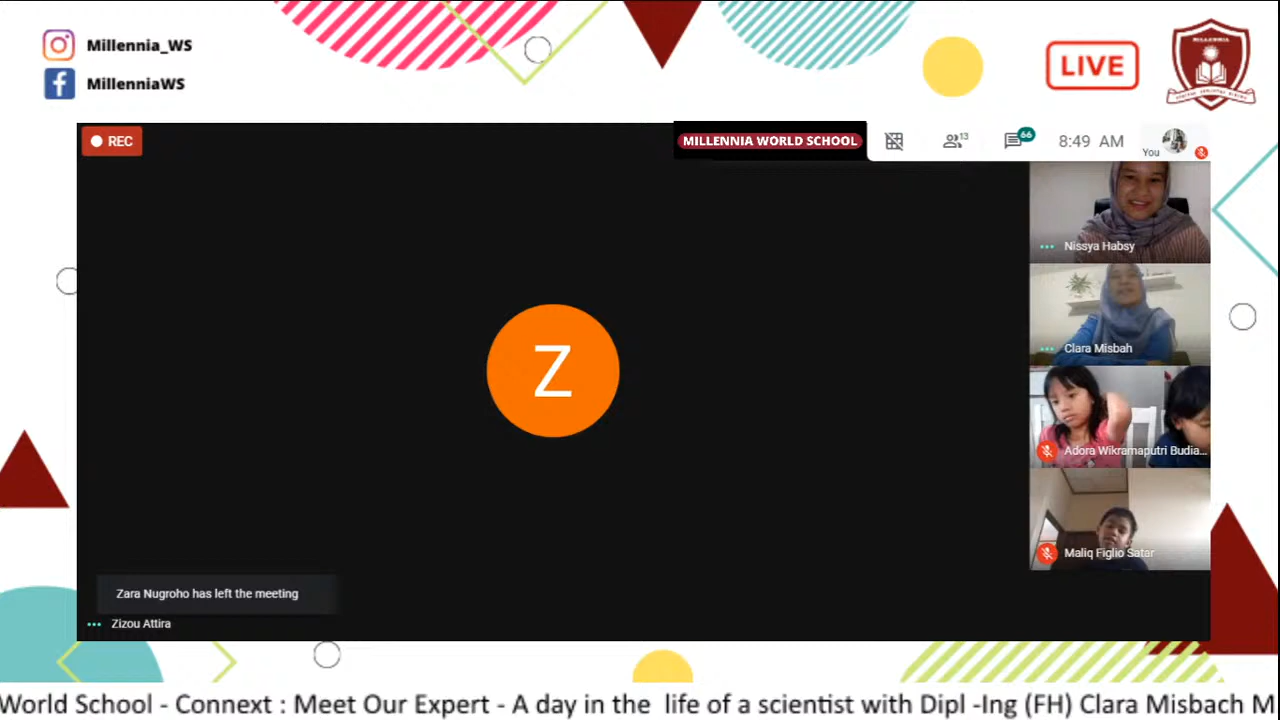 Millennia_WS
MillenniaWS
LIVE
MILLENNIA
REC
MILLENNIA WORLD SCHOOL
13
66
8:49 AM
You
Nissya Habsy
Clara Misbah
Adora Wikramaputri Budia...
Maliq Figlio Satar
Z
Zara Nugroho has left the meeting
Zizou Attira
World School - Connext : Meet Our Expert - A day in the life of a scientist with Dipl -Ing (FH) Clara Misbach M